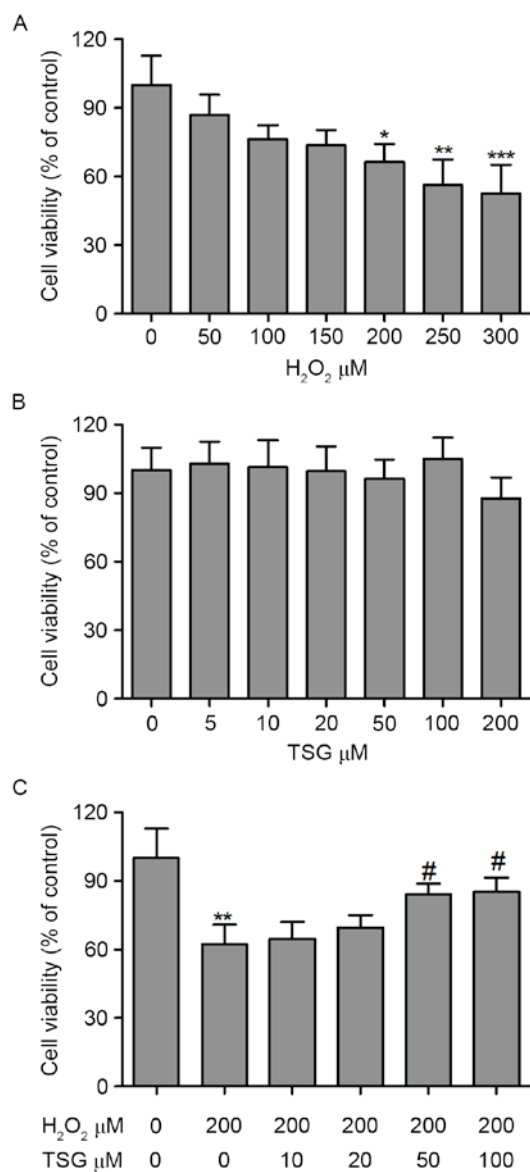 A
Cell viability (% of control)
120
90
60
30
0
*
**
***
0 50 100 150 200 250 300
H₂O₂ μM
B
Cell viability (% of control)
120
90
60
30
0
0 5 10 20 50 100 200
TSG μM
C
Cell viability (% of control)
120
90
60
30
0
**
#
#
H₂O₂ μM 0 200 200 200 200 200
TSG μM 0 0 10 20 50 100